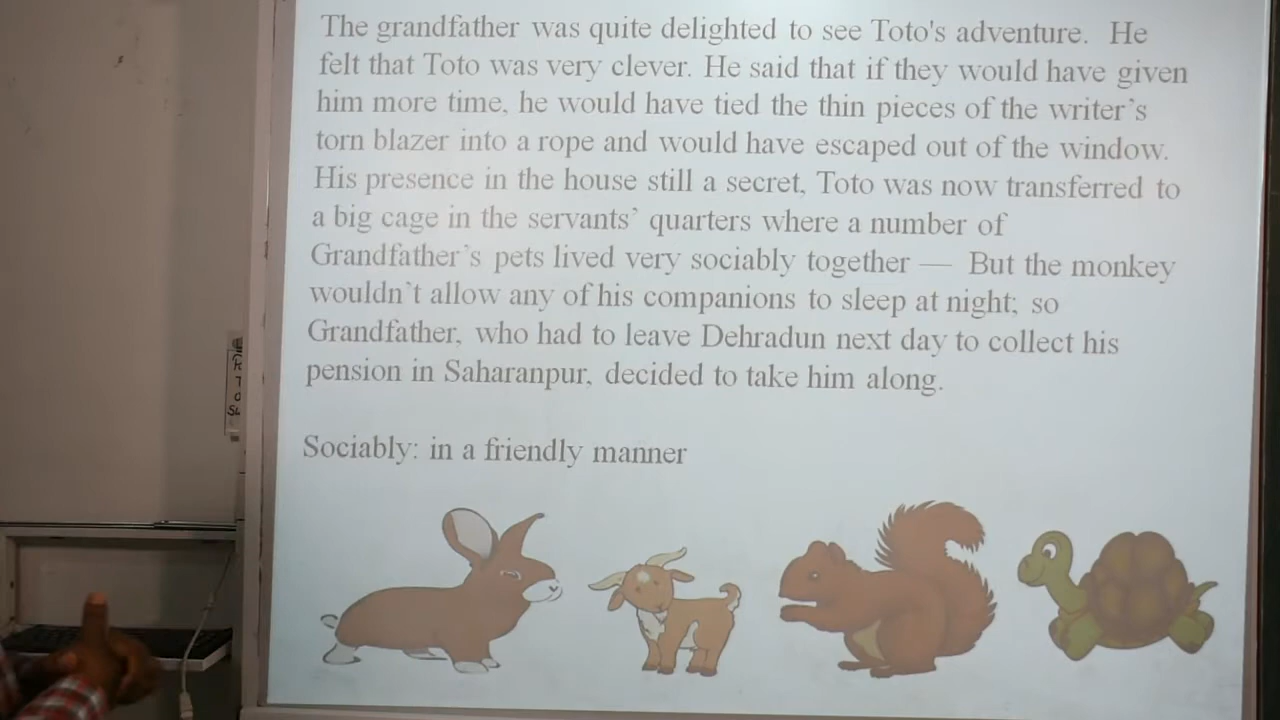 The grandfather was quite delighted to see Toto's adventure. He
felt that Toto was very clever. He said that if they would have given
him more time, he would have tied the thin pieces of the writer's
torn blazer into a rope and would have escaped out of the window.
His presence in the house still a secret, Toto was now transferred to
a big cage in the servants' quarters where a number of
Grandfather's pets lived very sociably together — But the monkey
wouldn't allow any of his companions to sleep at night; so
Grandfather, who had to leave Dehradun next day to collect his
pension in Saharanpur, decided to take him along.
Sociably: in a friendly manner